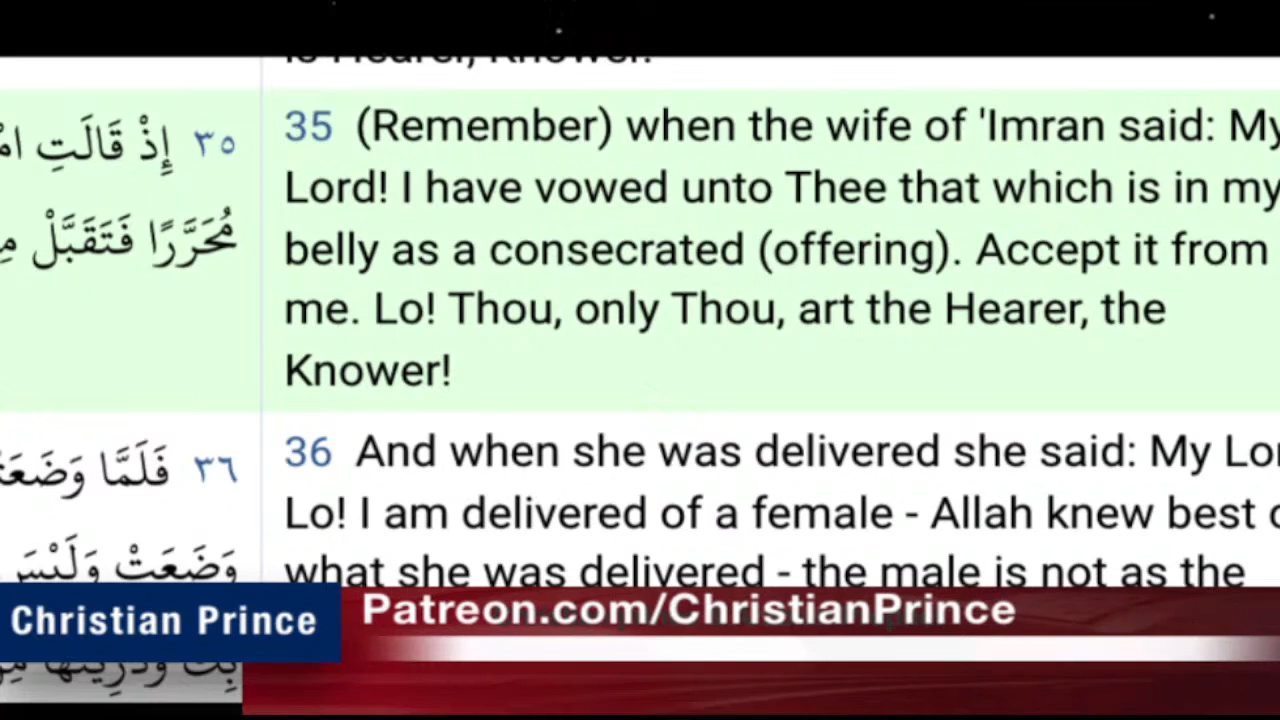 35 (Remember) when the wife of 'Imran said: My
Lord! I have vowed unto Thee that which is in my
belly as a consecrated (offering). Accept it from
me. Lo! Thou, only Thou, art the Hearer, the
Knower!
٣٥ إِذْ قَالَتِ
مُحَرَّرًا فَتَقَبَّلْ
36 And when she was delivered she said: My
Lo! I am delivered of a female - Allah knew best
what she was delivered - the male is not as the
٣٦ فَلَمَّا
وَضَعَتْ وَلَيْسَ
Christian Prince
Patreon.com/ChristianPrince